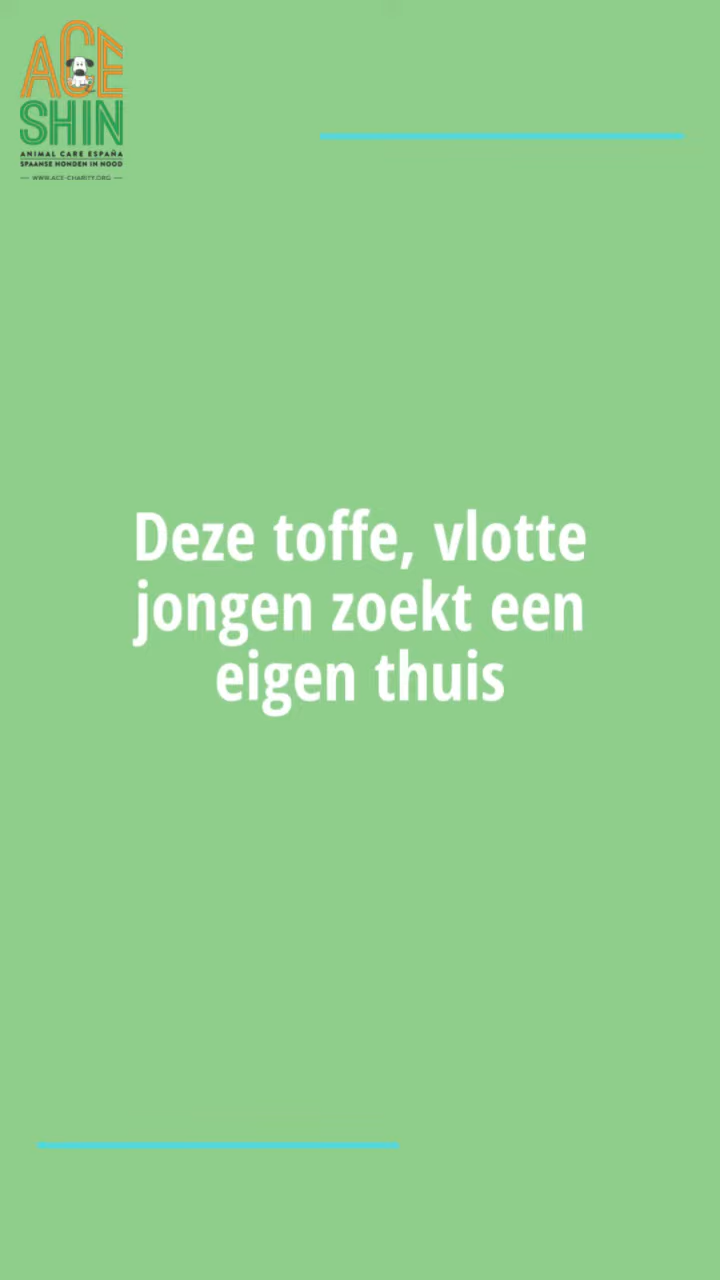 ACE
SHIN
ANIMAL CARE ESPAÑA
SPAANSE HONDEN IN NOOD
WWW.ACE-CHARITY.ORG
Deze toffe, vlotte
jongen zoekt een
eigen thuis